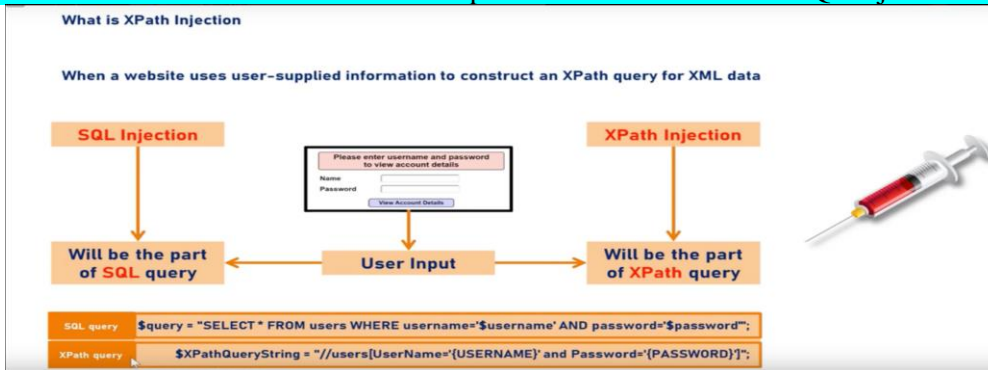 What is XPath Injection
When a website uses user-supplied information to construct an XPath query for XML data
SQL Injection
XPath Injection
Please enter username and password
to view account details
Name
Password
View Account Details
Will be the part
of SQL query
User Input
Will be the part
of XPath query
SQL query $query = "SELECT * FROM users WHERE username='$username' AND password='$password'";
XPath query $XPathQueryString = "//users[UserName='{USERNAME}' and Password='{PASSWORD}']";